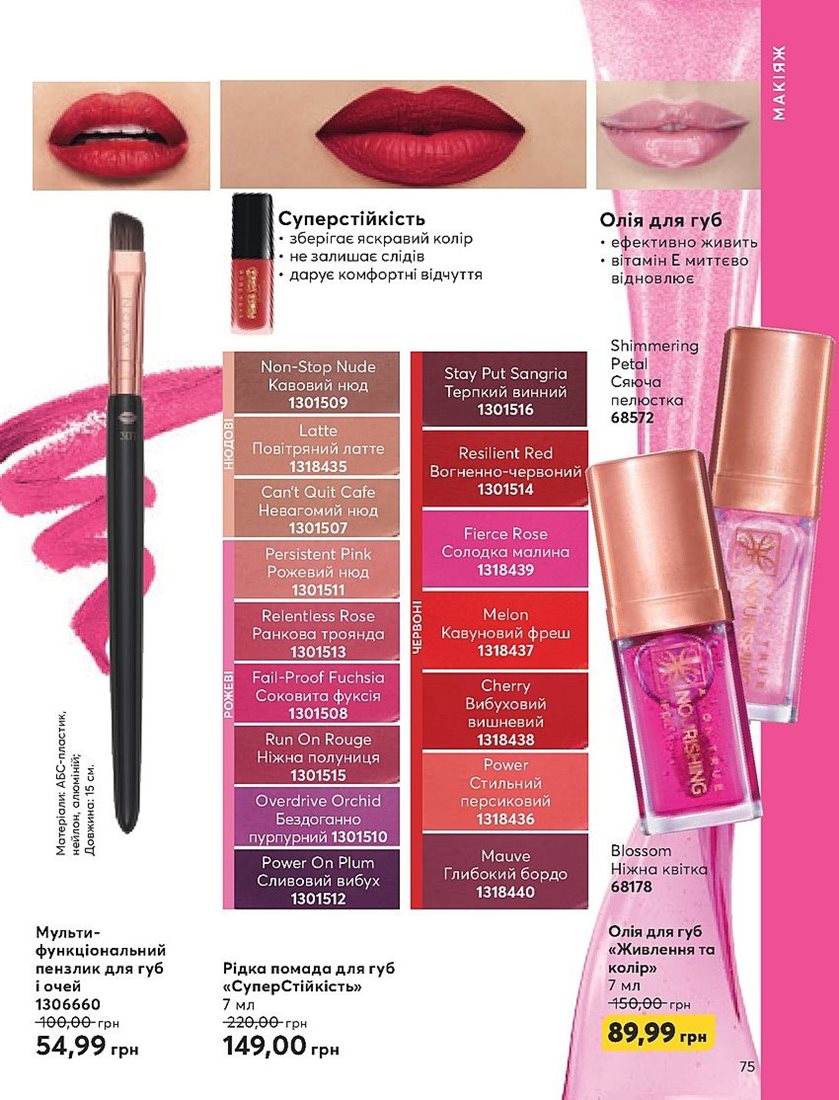 МАКІЯЖ
Суперстійкість
• зберігає яскравий колір
• не залишає слідів
• дарує комфортні відчуття
Олія для губ
• ефективно живить
• вітамін Е миттєво
відновлює
Shimmering
Petal
Сяюча
пелюстка
68572
НЮДОВІ
Non-Stop Nude
Кавовий нюд
1301509
Latte
Повітряний латте
1318435
Can't Quit Cafe
Невагомий нюд
1301507
РОЖЕВІ
Persistent Pink
Рожевий нюд
1301511
Relentless Rose
Ранкова троянда
1301513
Fail-Proof Fuchsia
Соковита фуксія
1301508
Run On Rouge
Ніжна полуниця
1301515
Overdrive Orchid
Бездоганно
пурпурний 1301510
Power On Plum
Сливовий вибух
1301512
ЧЕРВОНІ
Stay Put Sangria
Терпкий винний
1301516
Resilient Red
Вогненно-червоний
1301514
Fierce Rose
Солодка малина
1318439
Melon
Кавуновий фреш
1318437
Cherry
Вибуховий
вишневий
1318438
Power
Стильний
персиковий
1318436
Mauve
Глибокий бордо
1318440
NOURISHING
NOURISHING
Blossom
Ніжна квітка
68178
Матеріали: АБС-пластик,
нейлон, алюміній;
Довжина: 15 см.
Мульти-
функціональний
пензлик для губ
і очей
1306660
100,00 грн
54,99 грн
Рідка помада для губ
«СуперСтійкість»
7 мл
220,00 грн
149,00 грн
Олія для губ
«Живлення та
колір»
7 мл
150,00 грн
89,99 грн
75